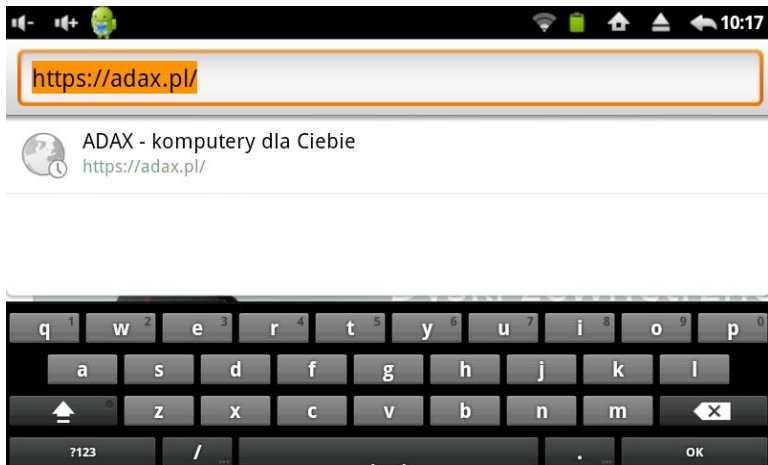 10:17
https://adax.pl/
ADAX - komputery dla Ciebie
https://adax.pl/
q 1 w 2 e 3 r 4 t 5 y 6 u 7 i 8 o 9 p 0
a s d f g h j k l
z x c v b n m
?123 / ... . ... OK